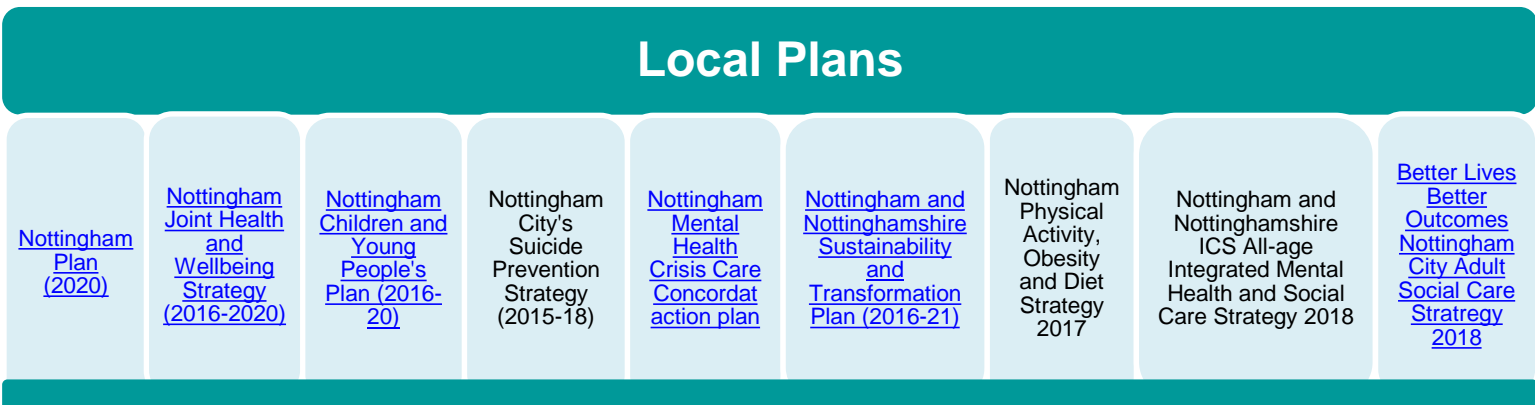 Local Plans
Nottingham
Plan
(2020)
Nottingham
Joint Health
and
Wellbeing
Strategy
(2016-2020)
Nottingham
Children and
Young
People's
Plan (2016-
20)
Nottingham
City's
Suicide
Prevention
Strategy
(2015-18)
Nottingham
Mental
Health
Crisis Care
Concordat
action plan
Nottingham and
Nottinghamshire
Sustainability
and
Transformation
Plan (2016-21)
Nottingham
Physical
Activity,
Obesity
and Diet
Strategy
2017
Nottingham and
Nottinghamshire
ICS All-age
Integrated Mental
Health and Social
Care Strategy 2018
Better Lives
Better
Outcomes
Nottingham
City Adult
Social Care
Stratregy
2018